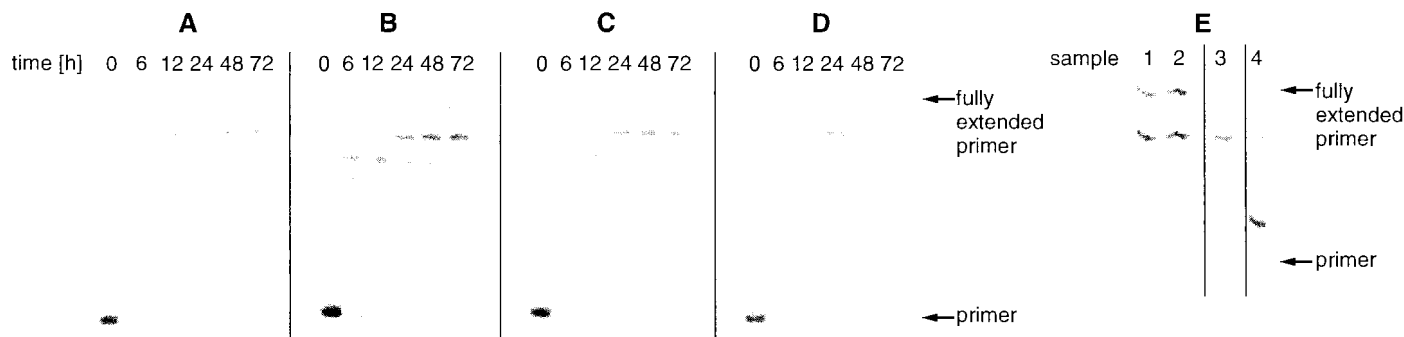 A B C D E
time [h] 0 6 12 24 48 72 0 6 12 24 48 72 0 6 12 24 48 72 0 6 12 24 48 72 sample 1 2 3 4
fully extended primer
fully extended primer
primer
primer